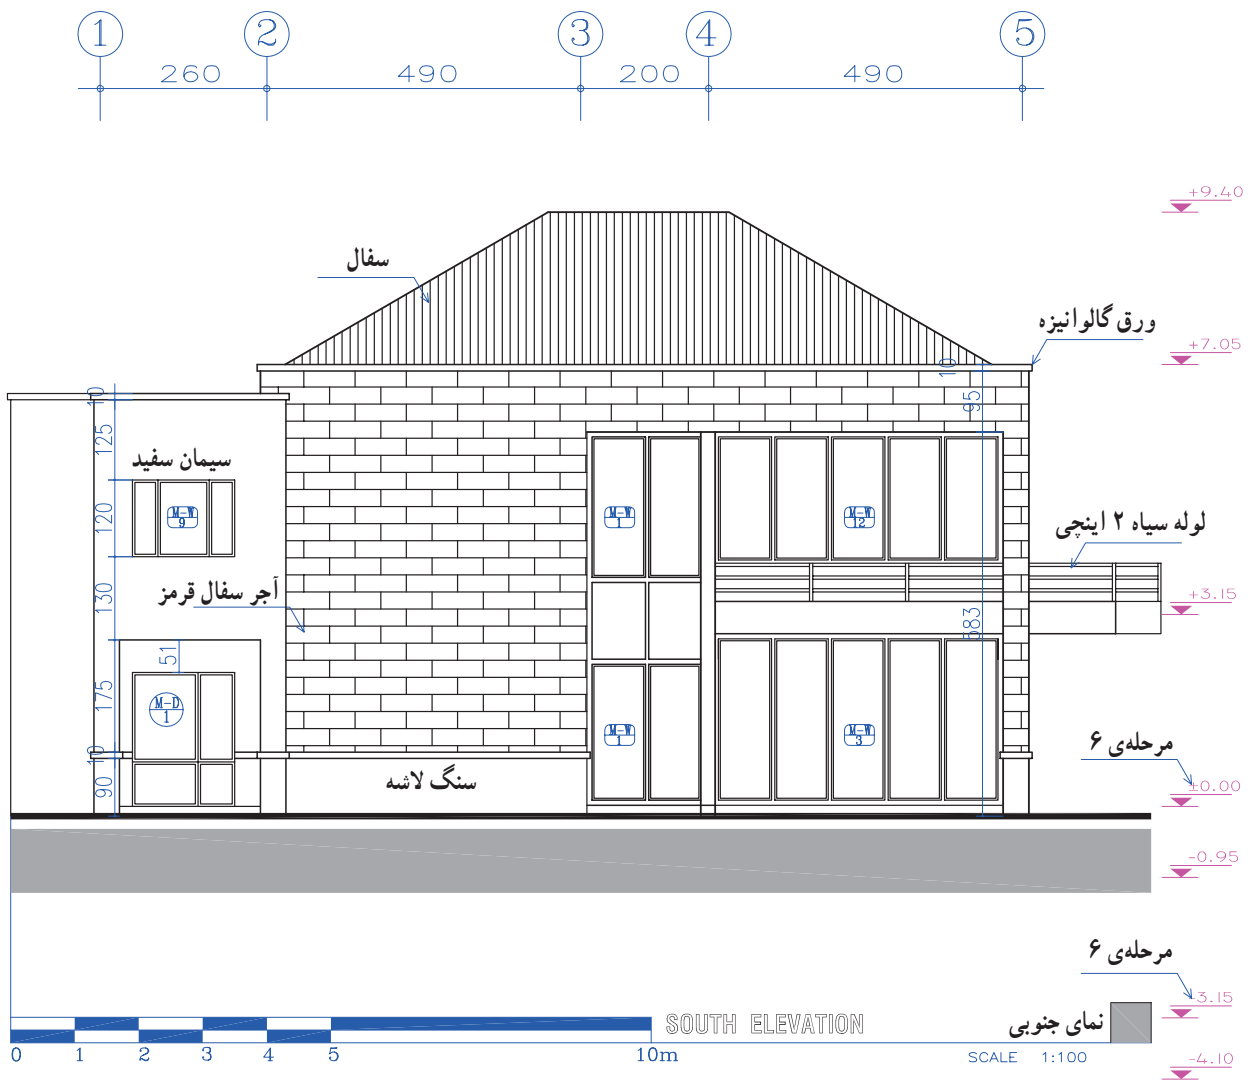 1 2 3 4 5
260 490 200 490
+9.40
سفال
ورق گالوانیزه
+7.05
10
10
95
125
سیمان سفید
M-W 9
M-W 1
M-W 12
120
لوله سیاه ۲ اینچی
آجر سفال قرمز
130
+3.15
583
51
M-D 1
175
M-W 1
M-W 3
مرحله‌ی ۶
10
سنگ لاشه
90
±0.00
-0.95
مرحله‌ی ۶
-3.15
SOUTH ELEVATION
نمای جنوبی
0 1 2 3 4 5 10m
SCALE 1:100
-4.10